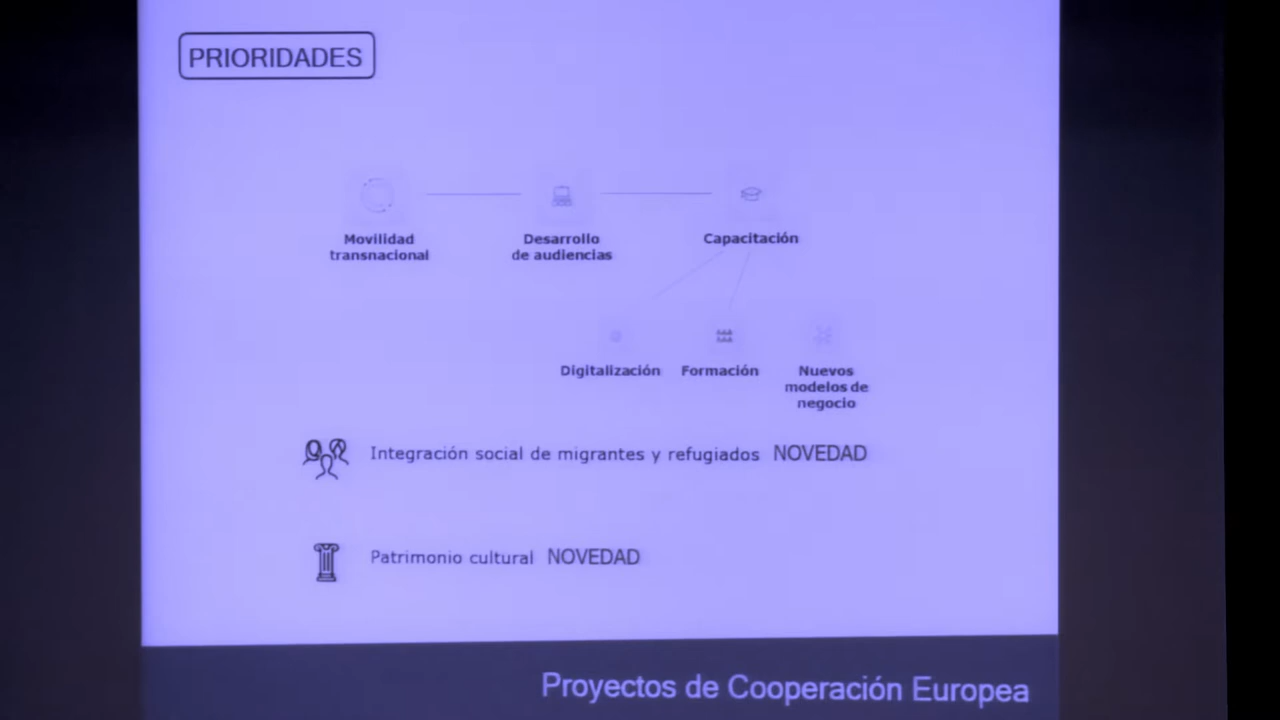 PRIORIDADES
Movilidad
transnacional
Desarrollo
de audiencias
Capacitación
Digitalización
Formación
Nuevos
modelos de
negocio
Integración social de migrantes y refugiados NOVEDAD
Patrimonio cultural NOVEDAD
Proyectos de Cooperación Europea